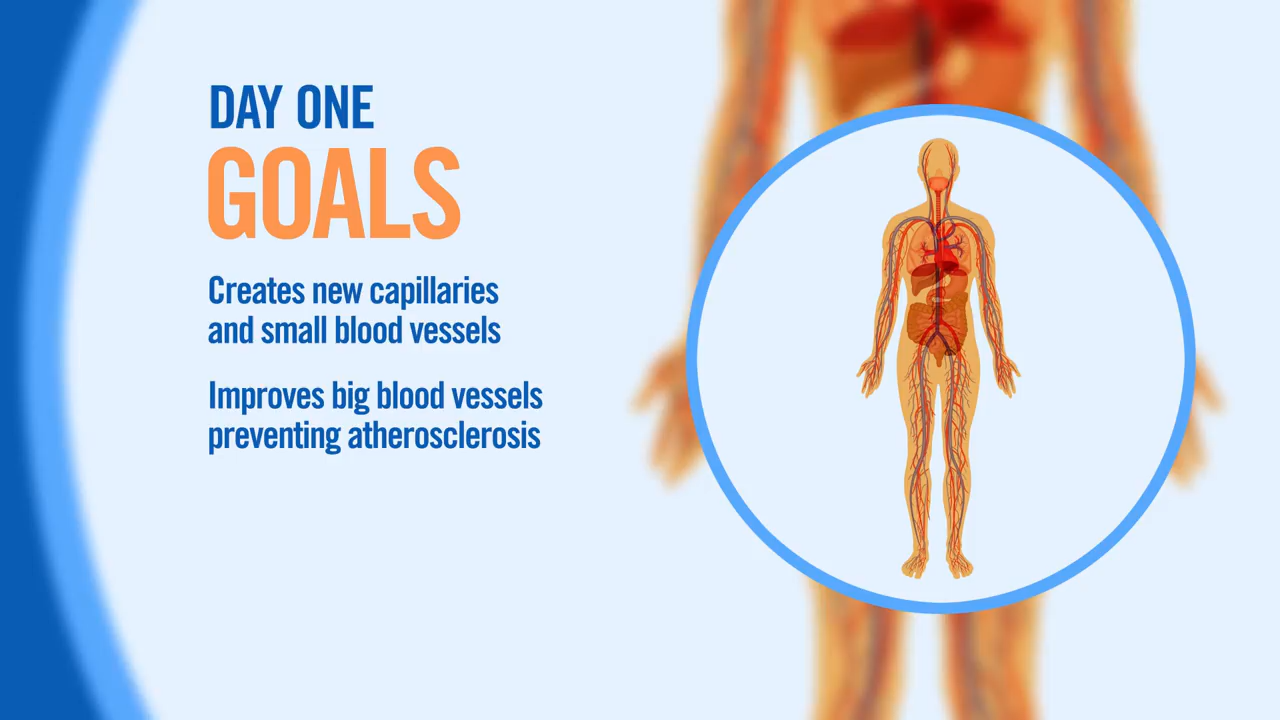 DAY ONE
GOALS
Creates new capillaries
and small blood vessels
Improves big blood vessels
preventing atherosclerosis